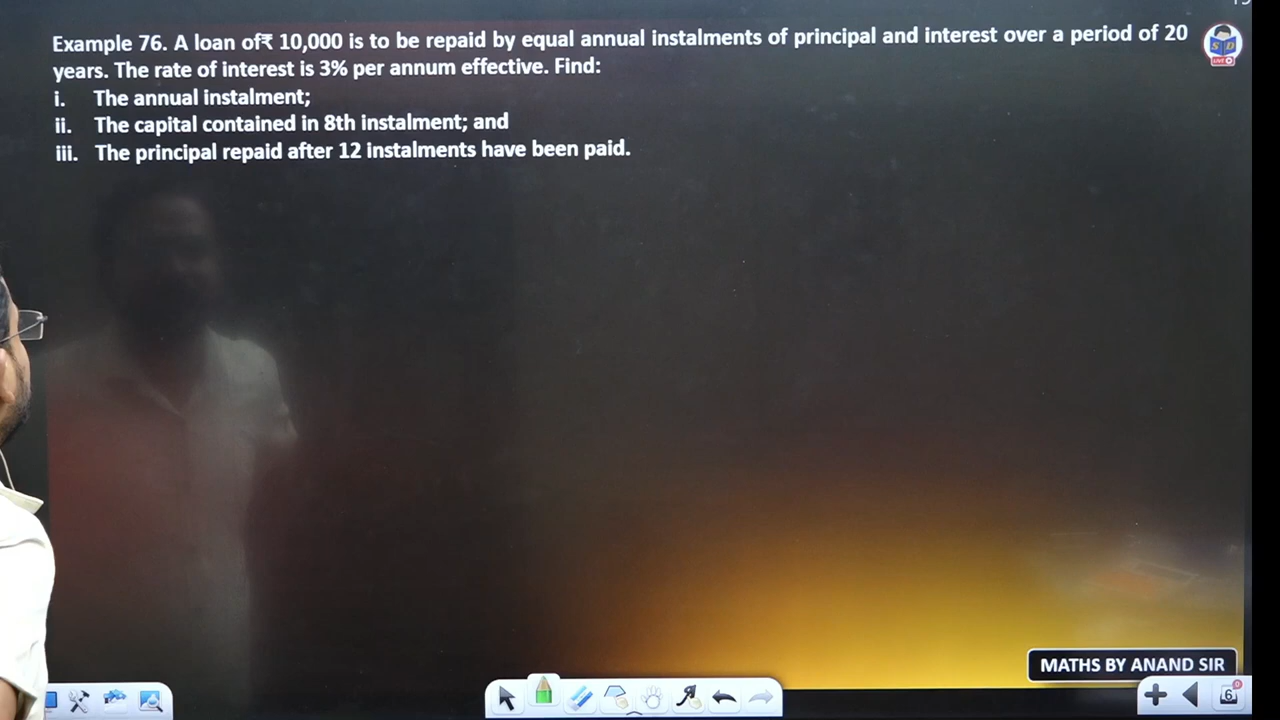 Example 76. A loan of₹ 10,000 is to be repaid by equal annual instalments of principal and interest over a period of 20
years. The rate of interest is 3% per annum effective. Find:
i. The annual instalment;
ii. The capital contained in 8th instalment; and
iii. The principal repaid after 12 instalments have been paid.
S D
LIVE
MATHS BY ANAND SIR
6